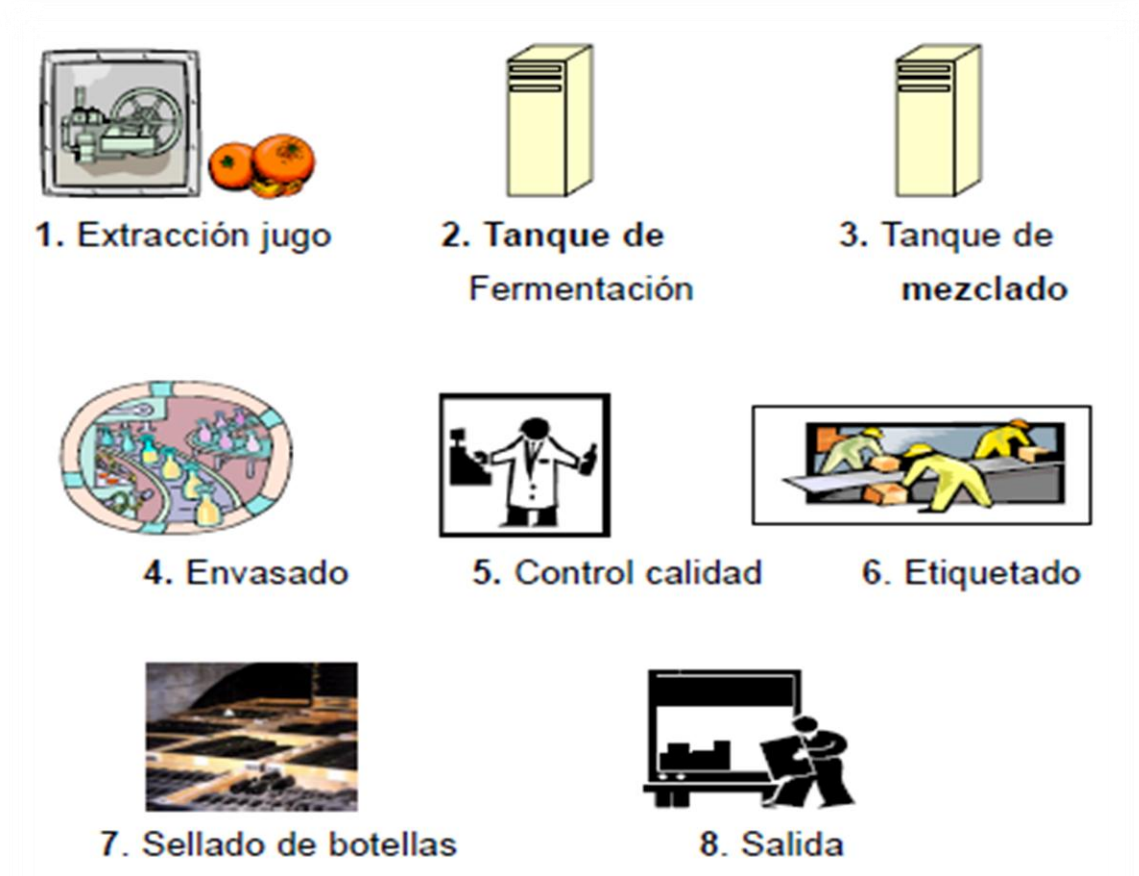 1. Extracción jugo
2. Tanque de
Fermentación
3. Tanque de
mezclado
4. Envasado
5. Control calidad
6. Etiquetado
7. Sellado de botellas
8. Salida